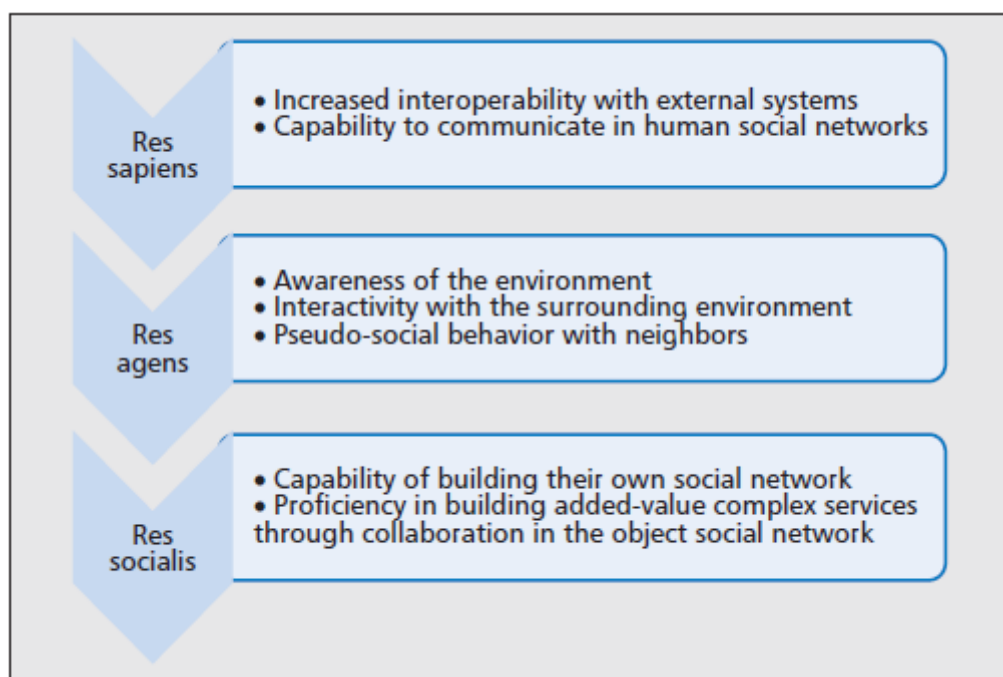 Res
sapiens
• Increased interoperability with external systems
• Capability to communicate in human social networks
Res
agens
• Awareness of the environment
• Interactivity with the surrounding environment
• Pseudo-social behavior with neighbors
Res
socialis
• Capability of building their own social network
• Proficiency in building added-value complex services
through collaboration in the object social network